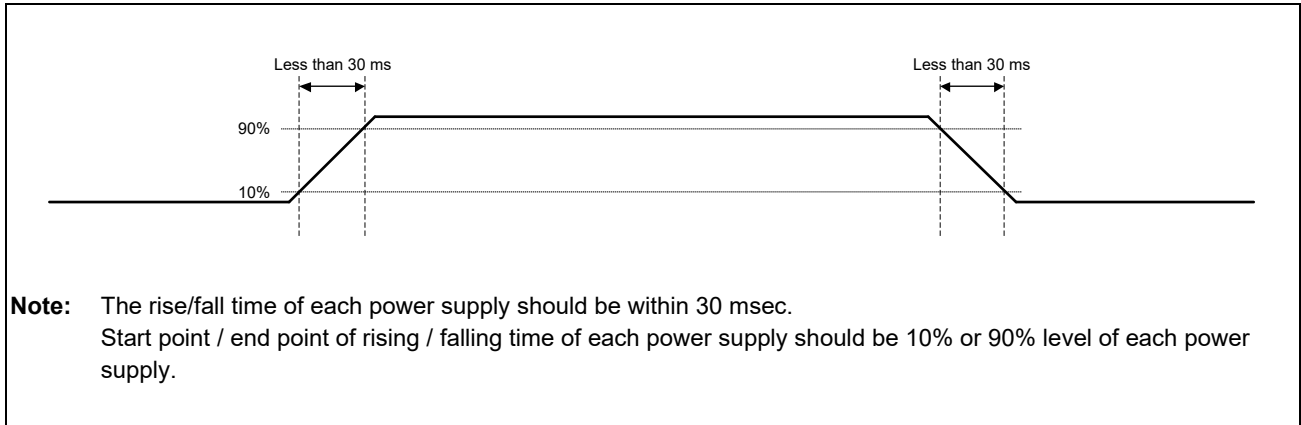 Less than 30 ms Less than 30 ms
90%
10%
Note: The rise/fall time of each power supply should be within 30 msec.
Start point / end point of rising / falling time of each power supply should be 10% or 90% level of each power
supply.